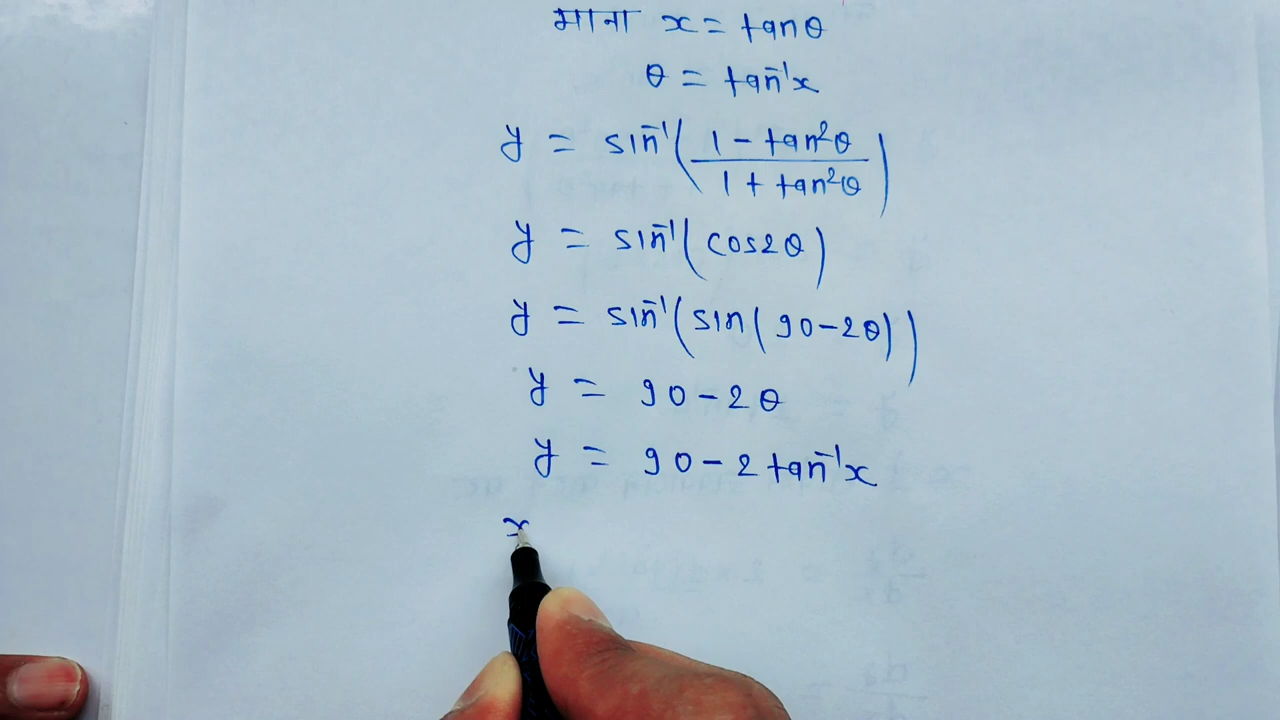 माना x = tanθ
θ = tan⁻¹x
y = sin⁻¹(1 - tan²θ / 1 + tan²θ)
y = sin⁻¹(cos2θ)
y = sin⁻¹(sin(90-2θ))
y = 90-2θ
y = 90-2tan⁻¹x
x